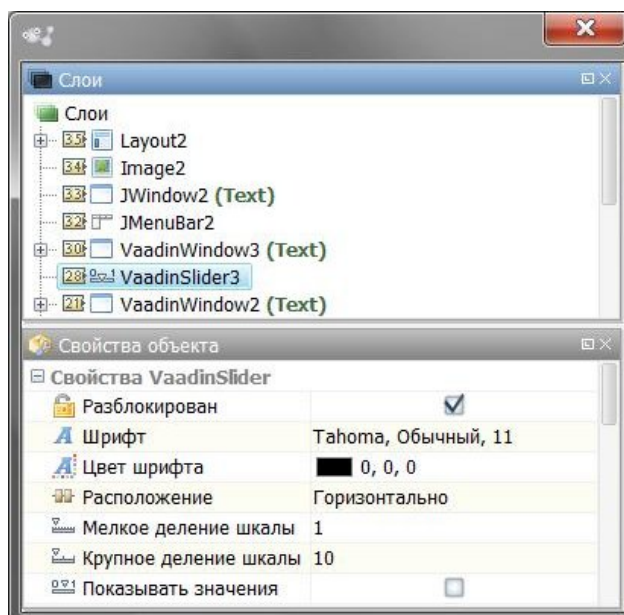 Слои
Слои
35 Layout2
34 Image2
33 JWindow2 (Text)
32 JMenuBar2
30 VaadinWindow3 (Text)
28 VaadinSlider3
21 VaadinWindow2 (Text)
Свойства объекта
Свойства VaadinSlider
Разблокирован
Шрифт Tahoma, Обычный, 11
Цвет шрифта 0, 0, 0
Расположение Горизонтально
Мелкое деление шкалы 1
Крупное деление шкалы 10
Показывать значения